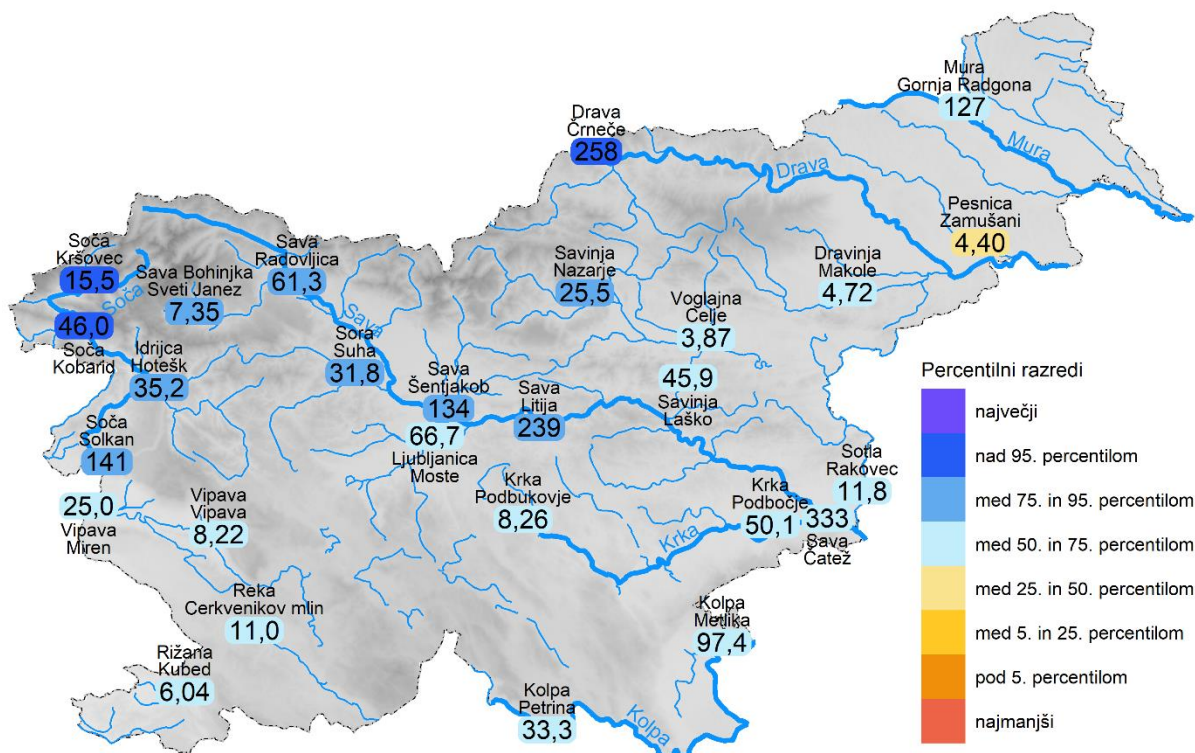 Mura
Gornja Radgona
127
Mura
Drava
Črneče
258
Drava
Pesnica
Zamušani
4,40
Soča
Kršovec
15,5
Soča
Sava Bohinjka
Sveti Janez
7,35
Sava
Radovljica
61,3
Sava
Savinja
Nazarje
25,5
Dravinja
Makole
4,72
Voglajna
Celje
3,87
46,0
Soča
Kobarid
Idrijca
Hotešk
35,2
Sora
Suha
31,8
Sava
Šentjakob
134
Sava
Litija
239
45,9
Savinja
Laško
66,7
Ljubljanica
Moste
Soča
Solkan
141
25,0
Vipava
Miren
Vipava
Vipava
8,22
Krka
Podbukovje
8,26
Krka
Krka
Podbočje
50,1
333
Sava
Čatež
Sotla
Rakovec
11,8
Reka
Cerkvenikov mlin
11,0
Kolpa
Metlika
97,4
Rižana
Kubed
6,04
Kolpa
Petrina
33,3
Kolpa
Percentilni razredi
največji
nad 95. percentilom
med 75. in 95. percentilom
med 50. in 75. percentilom
med 25. in 50. percentilom
med 5. in 25. percentilom
pod 5. percentilom
najmanjši